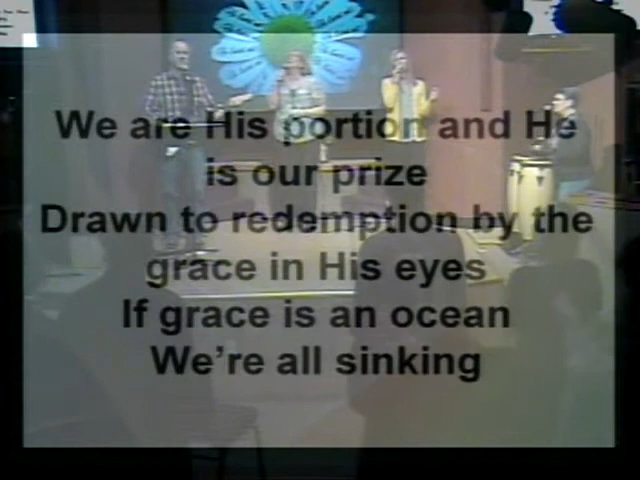 We are His portion and He
is our prize
Drawn to redemption by the
grace in His eyes
If grace is an ocean
We're all sinking